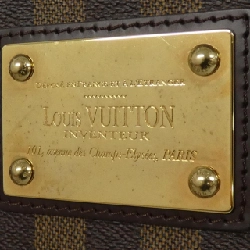 LOUIS VUITTON
INVENTEUR
101, avenue des Champs-Elysées, PARIS